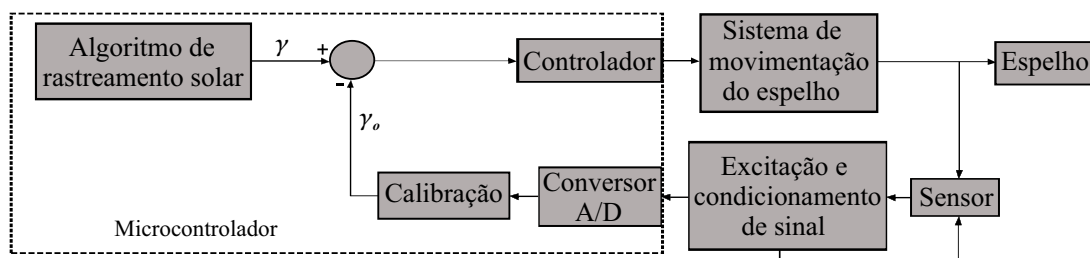 Algoritmo de
rastreamento solar
γ
+
-
γₒ
Controlador
Sistema de
movimentação
do espelho
Espelho
Calibração
Conversor
A/D
Excitação e
condicionamento
de sinal
Sensor
Microcontrolador